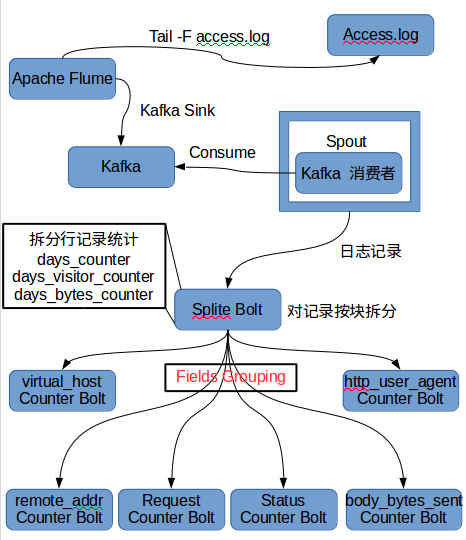 Tail -F access.log
Access.log
Apache Flume
Kafka Sink
Kafka
Consume
Spout
Kafka 消费者
日志记录
拆分行记录统计
days_counter
days_visitor_counter
days_bytes_counter
Splite Bolt
对记录按块拆分
virtual_host
Counter Bolt
Fields Grouping
http_user_agent
Counter Bolt
remote_addr
Counter Bolt
Request
Counter Bolt
Status
Counter Bolt
body_bytes_sent
Counter Bolt